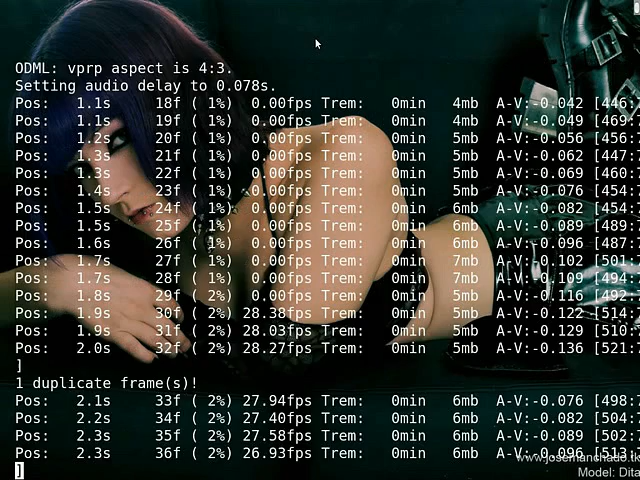 ODML: vprp aspect is 4:3.
Setting audio delay to 0.078s.
Pos:   1.1s     18f ( 1%)  0.00fps Trem:   0min   4mb  A-V:-0.042 [446:
Pos:   1.1s     19f ( 1%)  0.00fps Trem:   0min   4mb  A-V:-0.049 [469:7
Pos:   1.2s     20f ( 1%)  0.00fps Trem:   0min   5mb  A-V:-0.056 [456:
Pos:   1.3s     21f ( 1%)  0.00fps Trem:   0min   5mb  A-V:-0.062 [447:
Pos:   1.3s     22f ( 1%)  0.00fps Trem:   0min   5mb  A-V:-0.069 [460:
Pos:   1.4s     23f ( 1%)  0.00fps Trem:   0min   5mb  A-V:-0.076 [454:
Pos:   1.5s     24f ( 1%)  0.00fps Trem:   0min   6mb  A-V:-0.082 [454:
Pos:   1.5s     25f ( 1%)  0.00fps Trem:   0min   6mb  A-V:-0.089 [489:
Pos:   1.6s     26f ( 1%)  0.00fps Trem:   0min   6mb  A-V:-0.096 [487:
Pos:   1.7s     27f ( 1%)  0.00fps Trem:   0min   7mb  A-V:-0.102 [501:
Pos:   1.7s     28f ( 1%)  0.00fps Trem:   0min   7mb  A-V:-0.109 [494:
Pos:   1.8s     29f ( 2%)  0.00fps Trem:   0min   5mb  A-V:-0.116 [492:
Pos:   1.9s     30f ( 2%) 28.38fps Trem:   0min   5mb  A-V:-0.122 [514:
Pos:   1.9s     31f ( 2%) 28.03fps Trem:   0min   5mb  A-V:-0.129 [510:
Pos:   2.0s     32f ( 2%) 28.27fps Trem:   0min   5mb  A-V:-0.136 [521:
]
1 duplicate frame(s)!
Pos:   2.1s     33f ( 2%) 27.94fps Trem:   0min   6mb  A-V:-0.076 [498:
Pos:   2.2s     34f ( 2%) 27.40fps Trem:   0min   6mb  A-V:-0.082 [504:
Pos:   2.3s     35f ( 2%) 27.58fps Trem:   0min   6mb  A-V:-0.089 [502:
Pos:   2.3s     36f ( 2%) 26.93fps Trem:   0min   6mb  A-V:-0.096 [513:
]
www.josemanchado.tk
Model: Dita